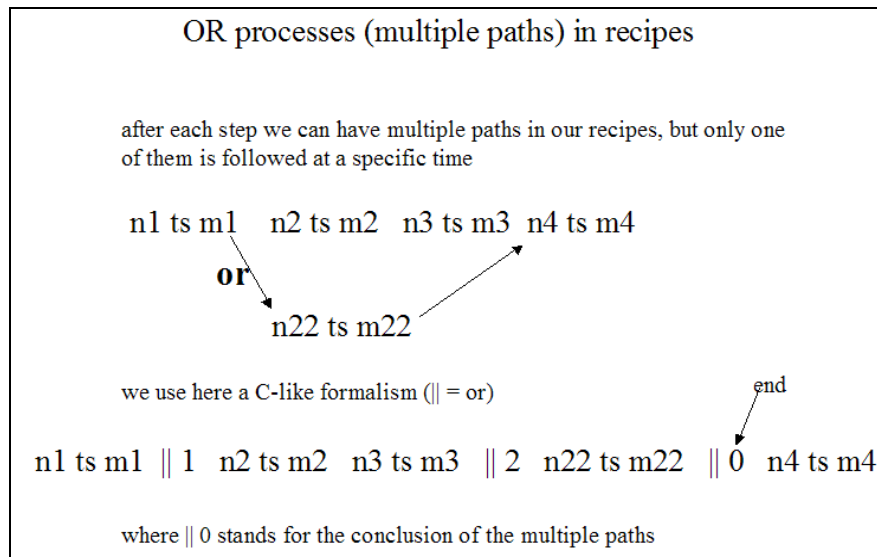 OR processes (multiple paths) in recipes
after each step we can have multiple paths in our recipes, but only one
of them is followed at a specific time
n1 ts m1 n2 ts m2 n3 ts m3 n4 ts m4
or
n22 ts m22
we use here a C-like formalism (|| = or)
end
n1 ts m1 || 1 n2 ts m2 n3 ts m3 || 2 n22 ts m22 || 0 n4 ts m4
where || 0 stands for the conclusion of the multiple paths